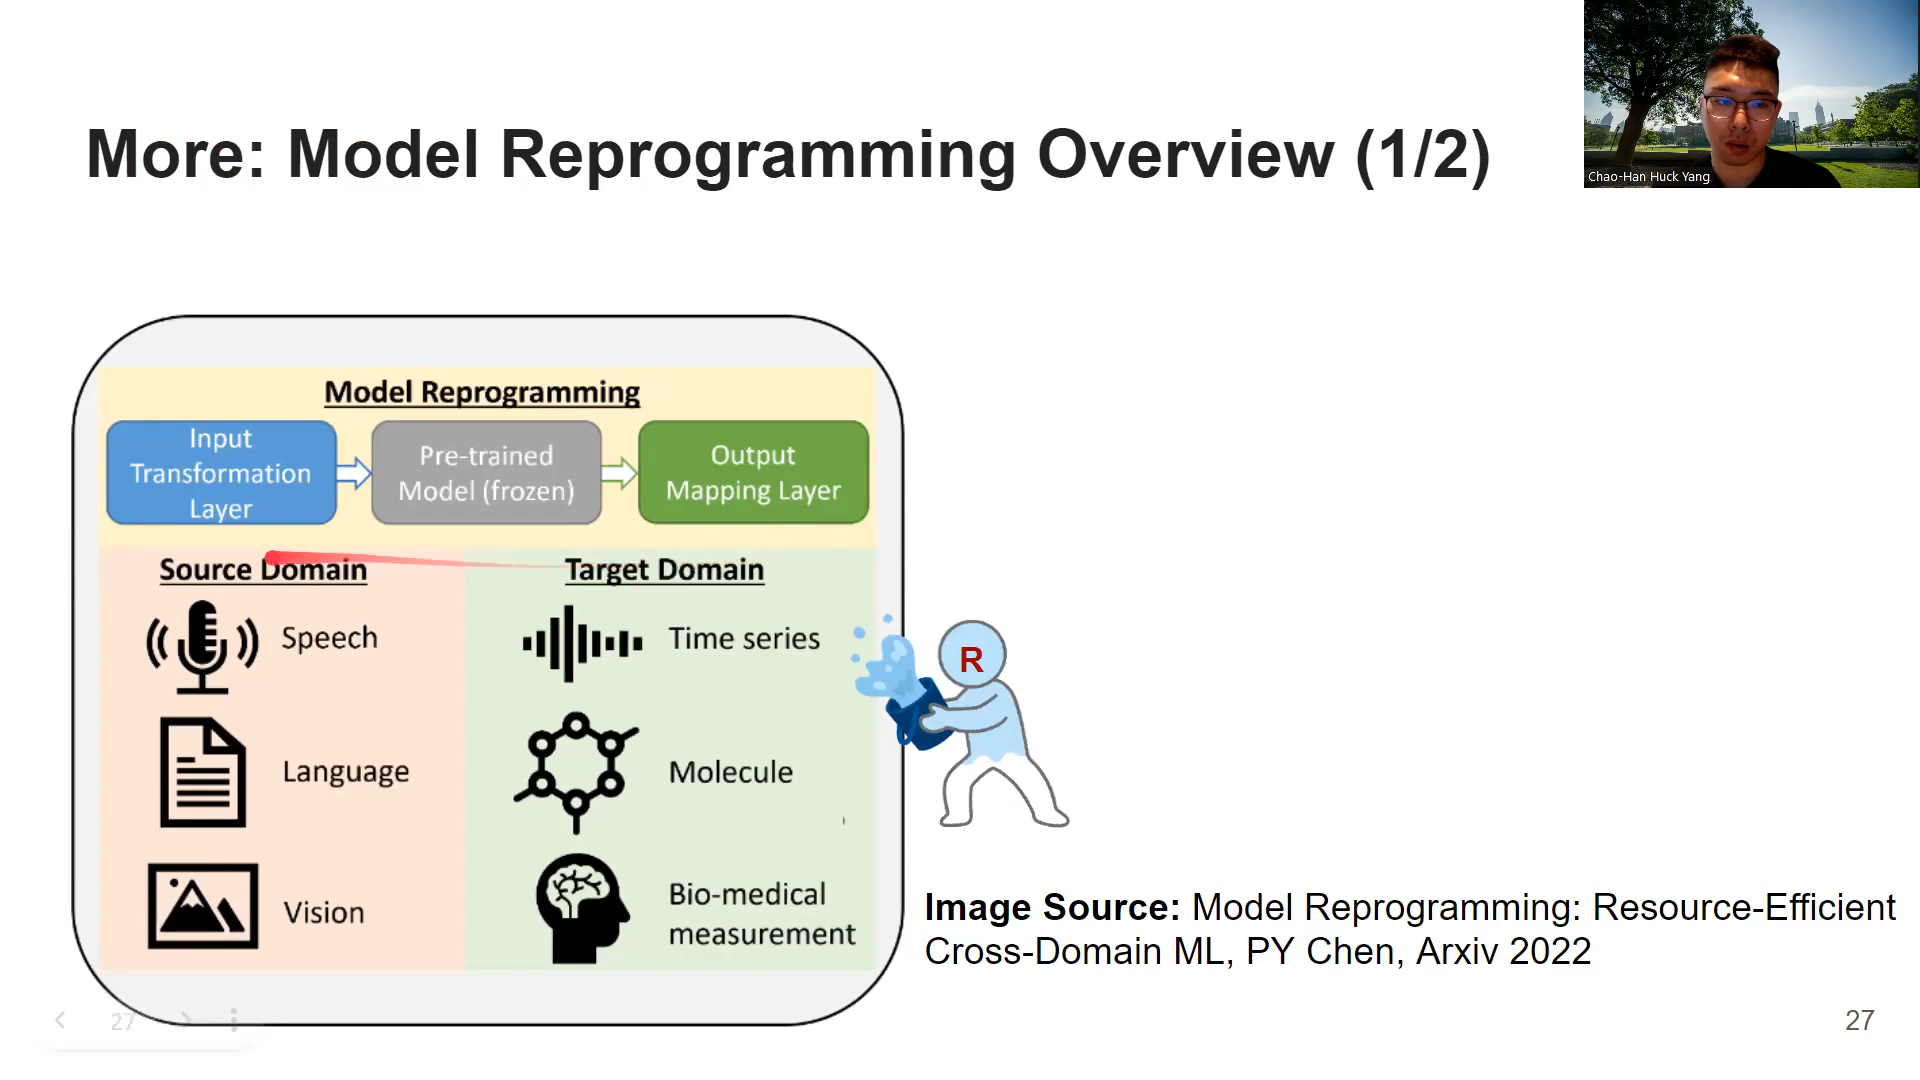 More: Model Reprogramming Overview (1/2)
Chao-Han Huck Yang
Model Reprogramming
Input
Transformation
Layer
Pre-trained
Model (frozen)
Output
Mapping Layer
Source Domain
Speech
Language
Vision
Target Domain
Time series
Molecule
Bio-medical
measurement
R
Image Source: Model Reprogramming: Resource-Efficient
Cross-Domain ML, PY Chen, Arxiv 2022
27
27